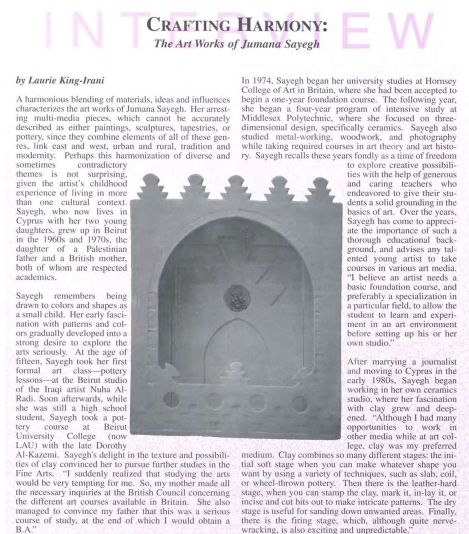 INTERVIEW
CRAFTING HARMONY:
The Art Works of Jumana Sayegh
by Laurie King-Irani
A harmonious blending of materials, ideas and influences
characterizes the art works of Jumana Sayegh. Her arrest-
ing multi-media pieces, which cannot be accurately
described as either paintings, sculptures, tapestries, or
pottery, since they combine elements of all of these gen-
res, link east and west, urban and rural, tradition and
modernity. Perhaps this harmonization of diverse and
sometimes contradictory
themes is not surprising,
given the artist's childhood
experience of living in more
than one cultural context.
Sayegh, who now lives in
Cyprus with her two young
daughters, grew up in Beirut
in the 1960s and 1970s, the
daughter of a Palestinian
father and a British mother,
both of whom are respected
academics.
Sayegh remembers being
drawn to colors and shapes as
a small child. Her early fasci-
nation with patterns and col-
ors gradually developed into a
strong desire to explore the
arts seriously. At the age of
fifteen, Sayegh took her first
formal art class—pottery
lessons—at the Beirut studio
of the Iraqi artist Nuha Al-
Radi. Soon afterwards, while
she was still a high school
student, Sayegh took a pot-
tery course at Beirut
University College (now
LAU) with the late Dorothy
Al-Kazemi. Sayegh's delight in the texture and possibili-
ties of clay convinced her to pursue further studies in the
Fine Arts. "I suddenly realized that studying the arts
would be very tempting for me. So, my mother made all
the necessary inquiries at the British Council concerning
the different art courses available in Britain. She also
managed to convince my father that this was a serious
course of study, at the end of which I would obtain a
B.A."
In 1974, Sayegh began her university studies at Hornsey
College of Art in Britain, where she had been accepted to
begin a one-year foundation course. The following year,
she began a four-year program of intensive study at
Middlesex Polytechnic, where she focused on three-
dimensional design, specifically ceramics. Sayegh also
studied metal-working, woodwork, and photography
while taking required courses in art theory and art histo-
ry. Sayegh recalls these years fondly as a time of freedom
to explore creative possibili-
ties with the help of generous
and caring teachers who
endeavored to give their stu-
dents a solid grounding in the
basics of art. Over the years,
Sayegh has come to appreci-
ate the importance of such a
thorough educational back-
ground, and advises any tal-
ented young artist to take
courses in various art media.
"I believe an artist needs a
basic foundation course, and
preferably a specialization in
a particular field, to allow the
student to learn and experi-
ment in an art environment
before setting up his or her
own studio."
After marrying a journalist
and moving to Cyprus in the
early 1980s, Sayegh began
working in her own ceramics
studio, where her fascination
with clay grew and deep-
ened. "Although I had many
opportunities to work in
other media while at art col-
lege, clay was my preferred
medium. Clay combines so many different stages: the ini-
tial soft stage when you can make whatever shape you
want by using a variety of techniques, such as slab, coil,
or wheel-thrown pottery. Then there is the leather-hard
stage, when you can stamp the clay, mark it, in-lay it, or
incise and cut bits out to make intricate patterns. The dry
stage is useful for sanding down unwanted areas. Finally,
there is the firing stage, which, although quite nerve-
wracking, is also exciting and unpredictable."